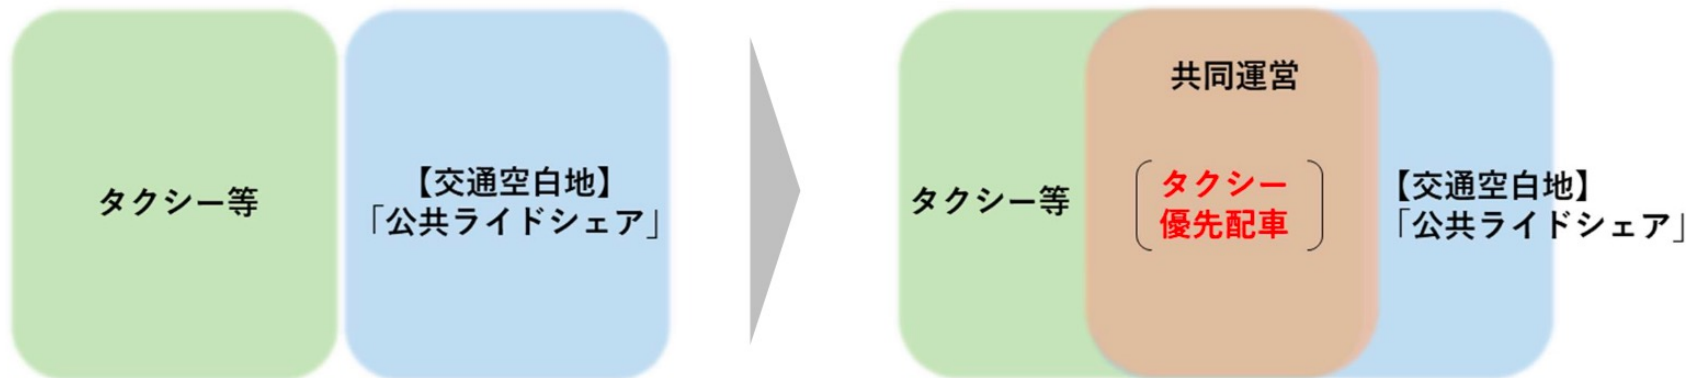 タクシー等
【交通空白地】
「公共ライドシェア」
共同運営
タクシー等
タクシー
優先配車
【交通空白地】
「公共ライドシェア」